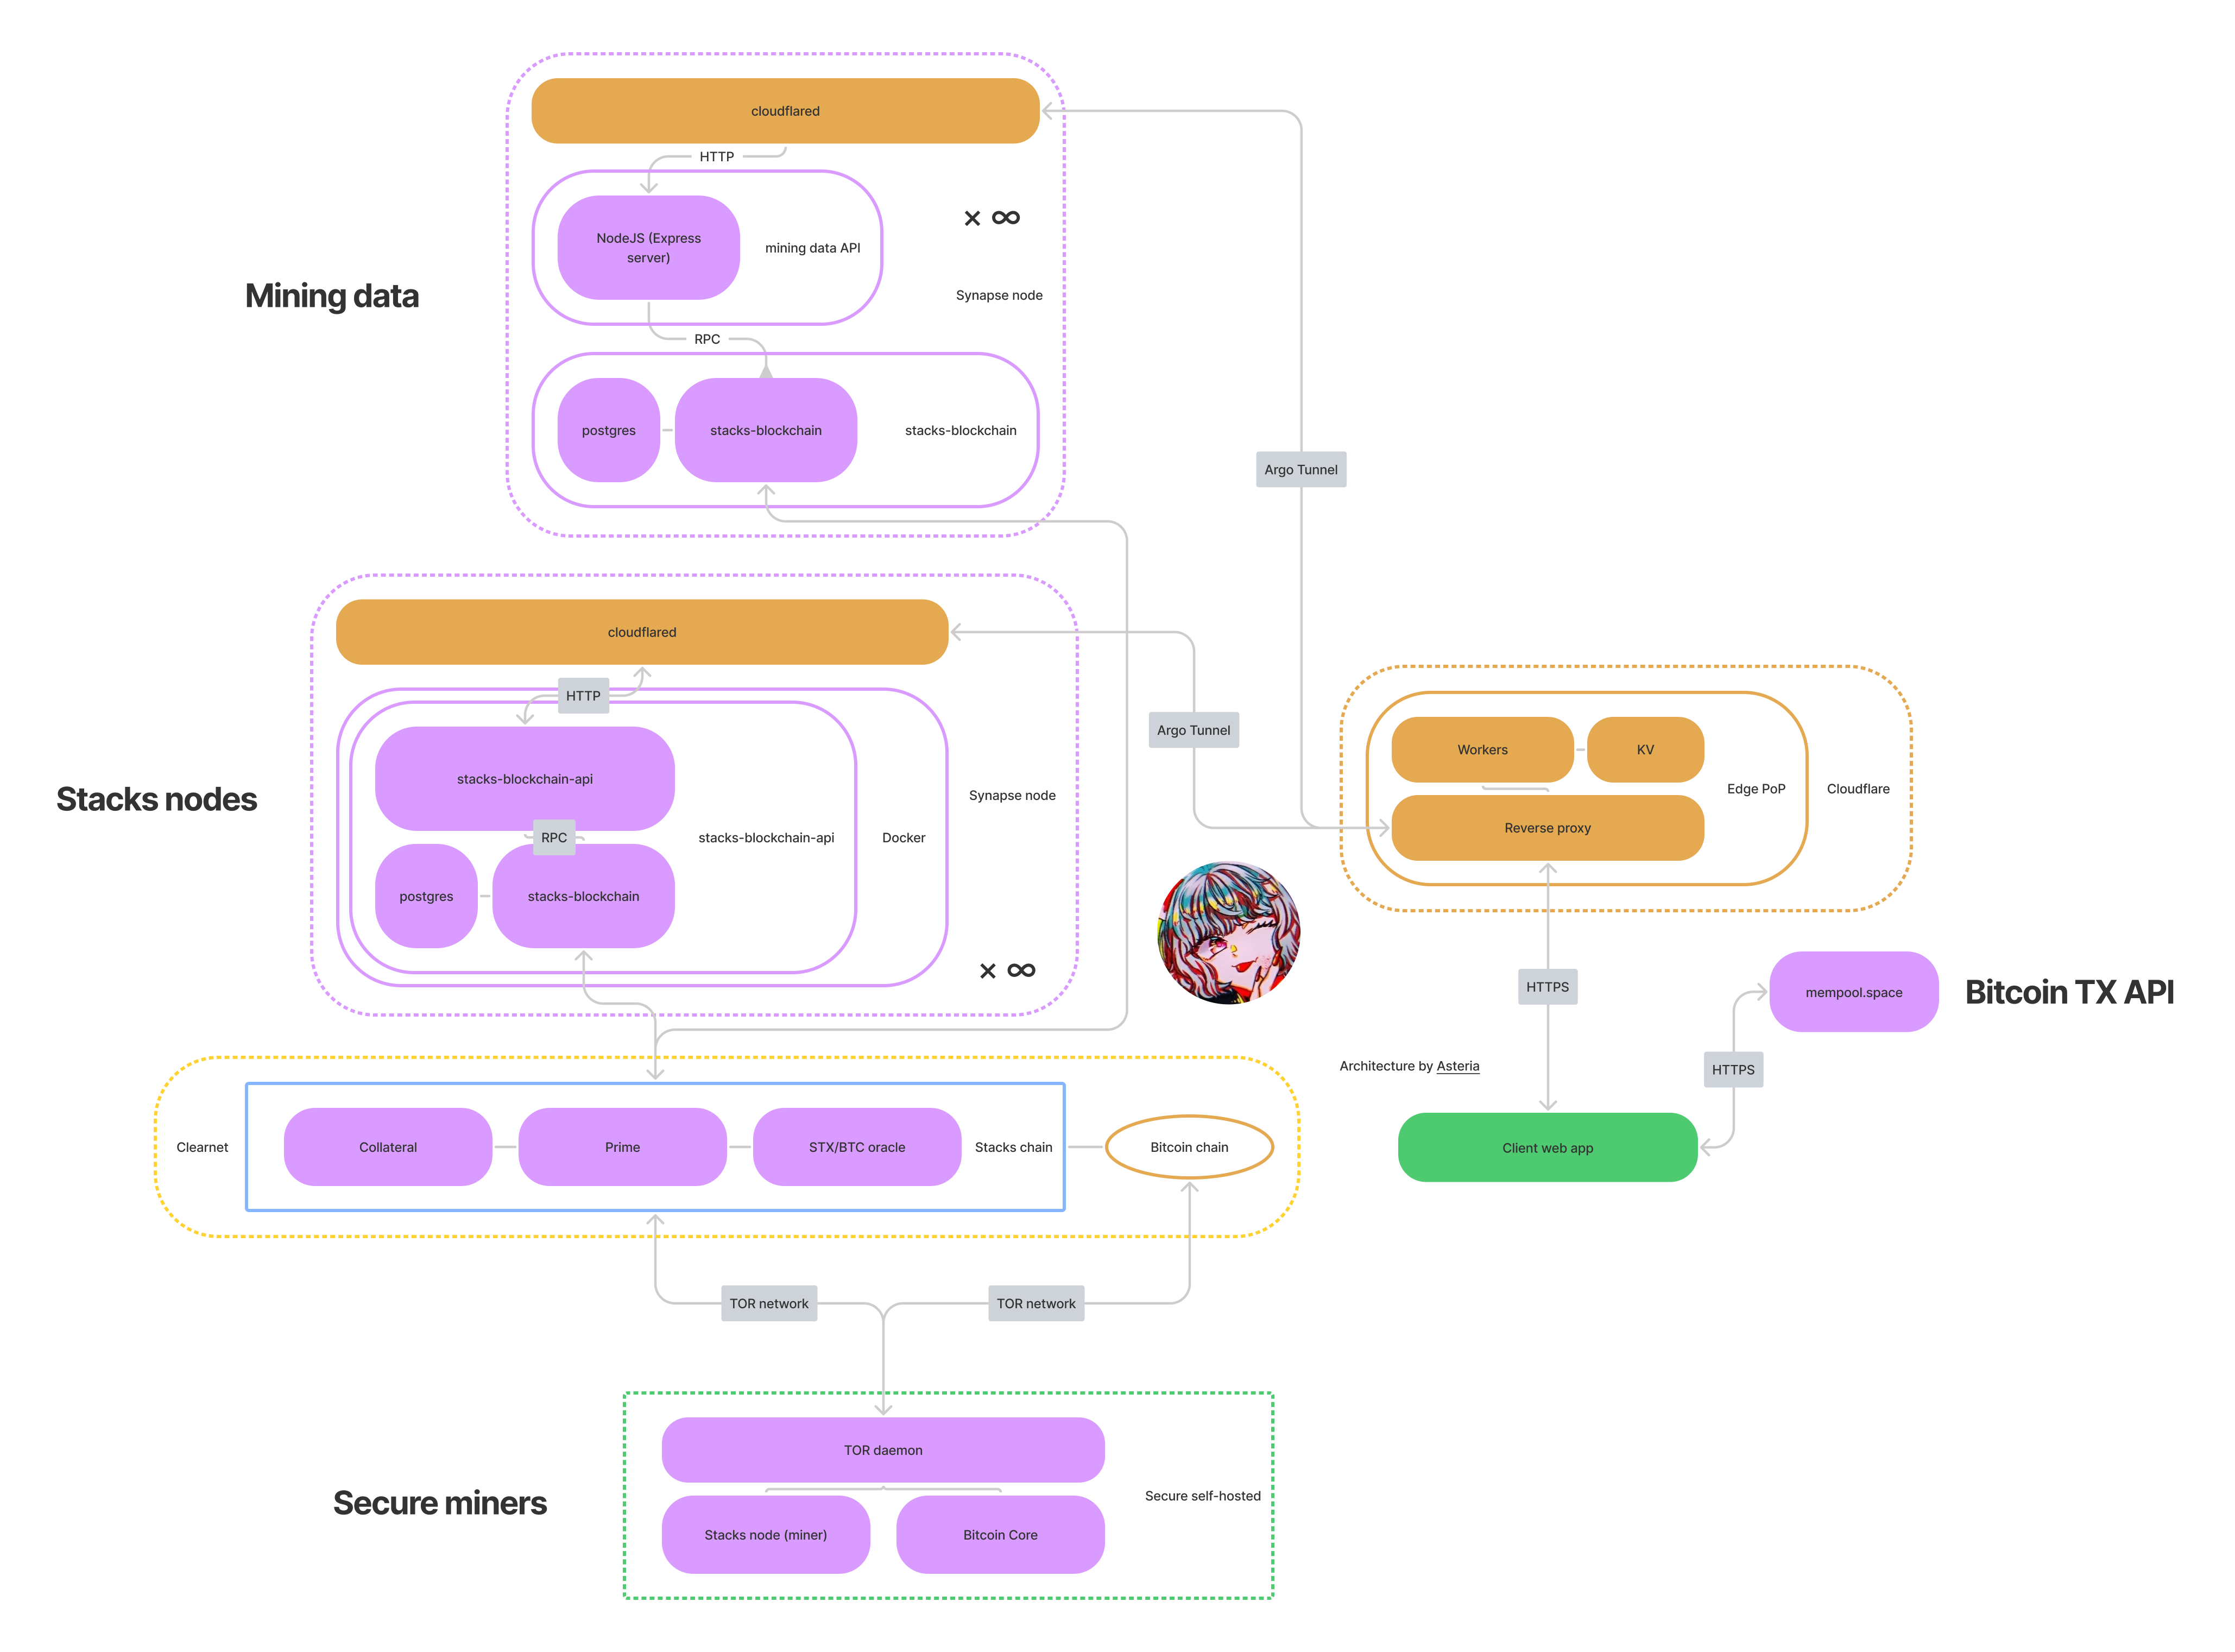 cloudflared
HTTP
NodeJS (Express
server)
mining data API
× ∞
Synapse node
Mining data
RPC
postgres
stacks-blockchain
stacks-blockchain
Argo Tunnel
cloudflared
HTTP
stacks-blockchain-api
RPC
postgres
stacks-blockchain
stacks-blockchain-api
Docker
Synapse node
× ∞
Stacks nodes
Argo Tunnel
Workers
KV
Reverse proxy
Edge PoP
Cloudflare
HTTPS
mempool.space
Bitcoin TX API
HTTPS
Architecture by Asteria
Client web app
Clearnet
Collateral
Prime
STX/BTC oracle
Stacks chain
Bitcoin chain
TOR network
TOR network
TOR daemon
Secure self-hosted
Secure miners
Stacks node (miner)
Bitcoin Core